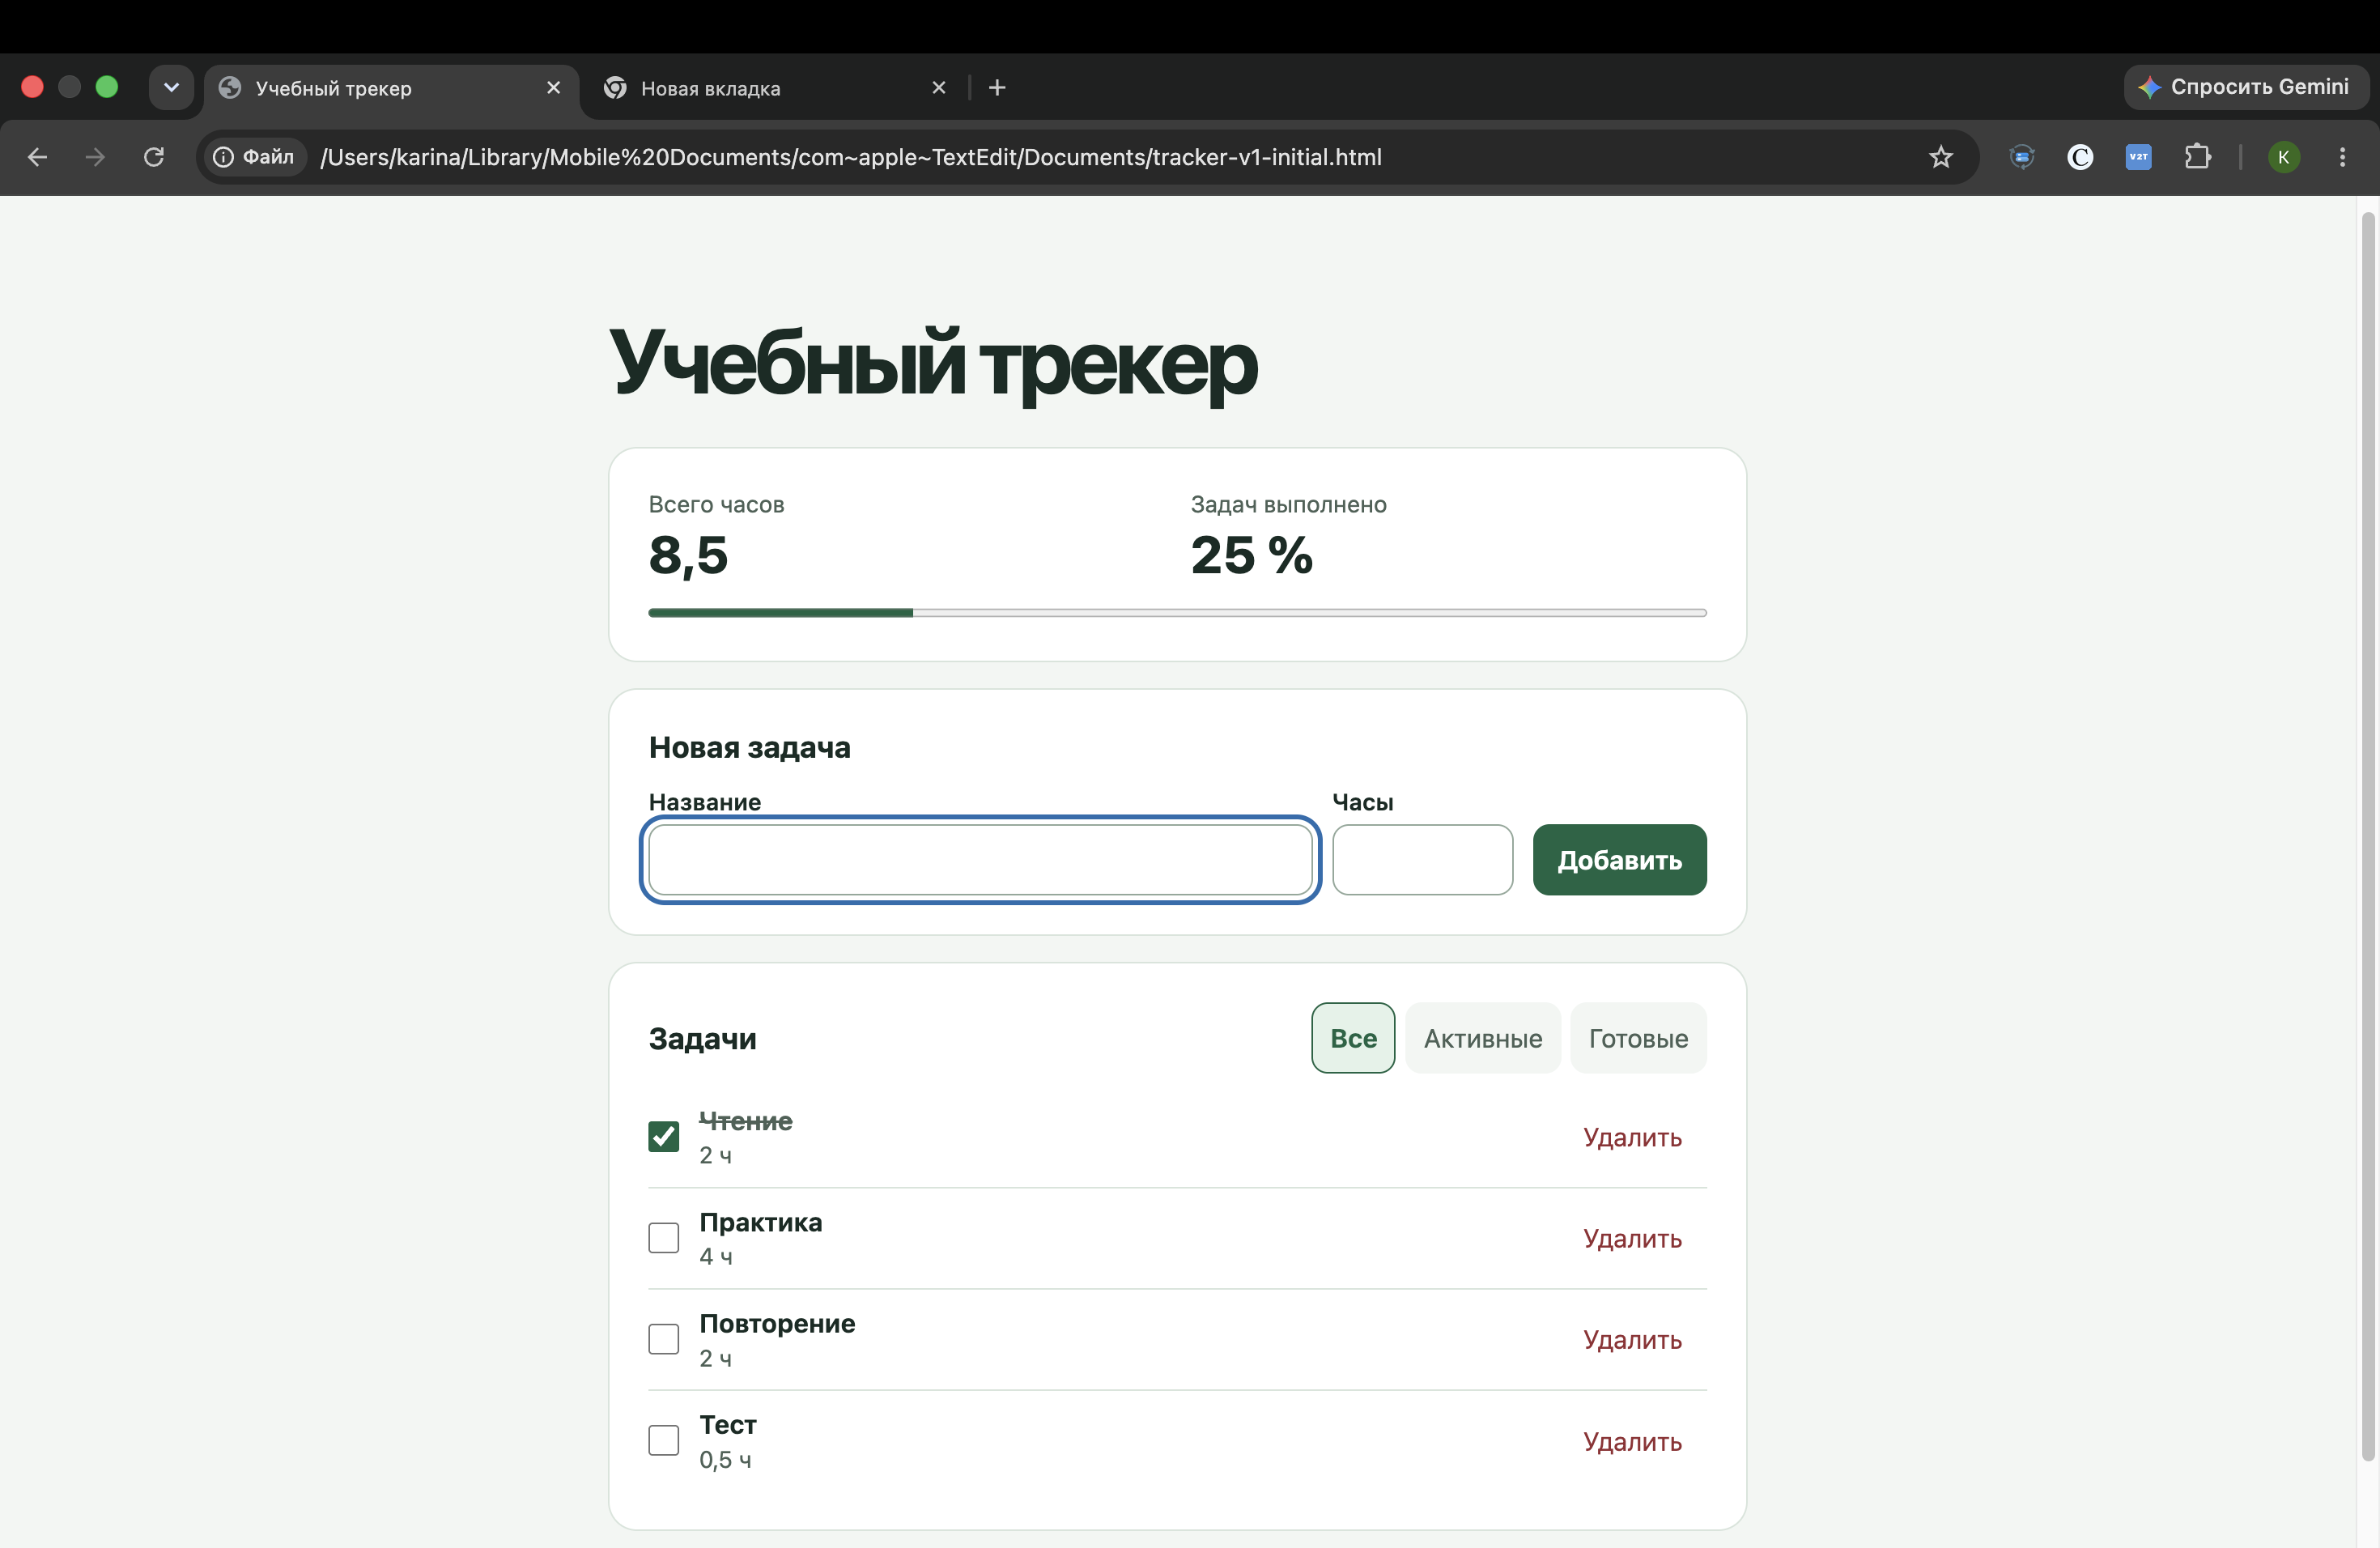 Учебный трекер
Новая вкладка
Спросить Gemini
Файл
/Users/karina/Library/Mobile%20Documents/com~apple~TextEdit/Documents/tracker-v1-initial.html
C
V2T
K
Учебный трекер
Всего часов
Задач выполнено
8,5
25 %
Новая задача
Название
Часы
Добавить
Задачи
Все
Активные
Готовые
Чтение
2 ч
Удалить
Практика
4 ч
Удалить
Повторение
2 ч
Удалить
Тест
0,5 ч
Удалить